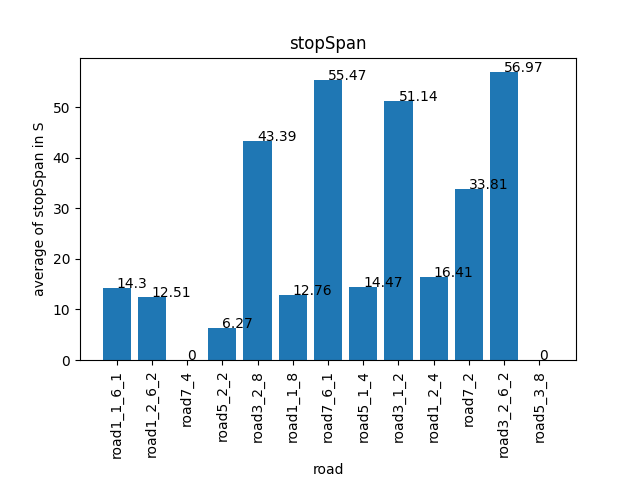 stopSpan
average of stopSpan in S
50
40
30
20
10
0
14.3
12.51
0
6.27
43.39
12.76
55.47
14.47
51.14
16.41
33.81
56.97
0
road1_1_6_1
road1_2_6_2
road7_4
road5_2_2
road3_2_8
road1_1_8
road7_6_1
road5_1_4
road3_1_2
road1_2_4
road7_2
road3_2_6_2
road5_3_8
road